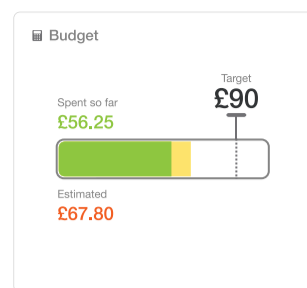 Budget
Target
£90
Spent so far
£56.25
Estimated
£67.80